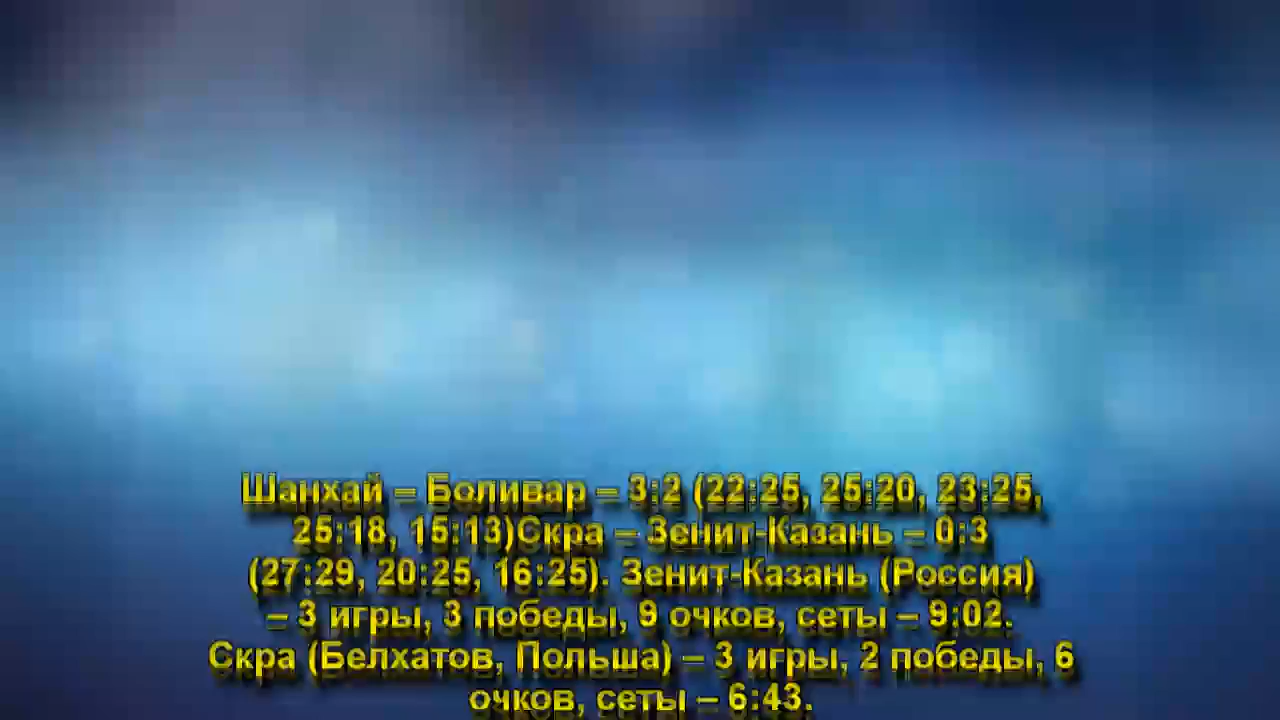 Шанхай – Боливар – 3:2 (22:25, 25:20, 23:25,
25:18, 15:13)Скра – Зенит-Казань – 0:3
(27:29, 20:25, 16:25). Зенит-Казань (Россия)
– 3 игры, 3 победы, 9 очков, сеты – 9:02.
Скра (Белхатов, Польша) – 3 игры, 2 победы, 6
очков, сеты – 6:43.